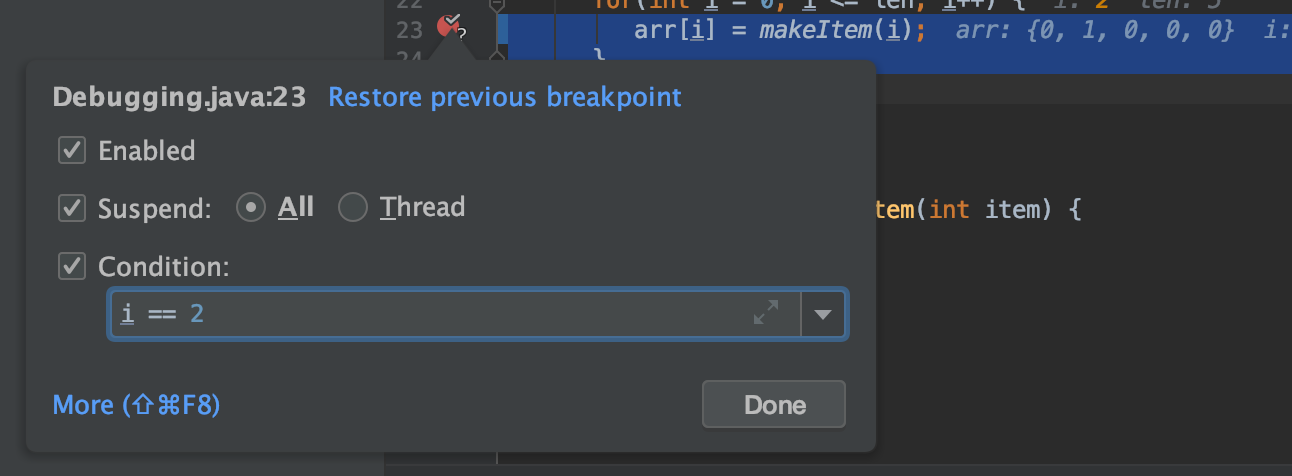 22 for(int i = 0; i <= len; i++) { i: 2 len: 5
23 ? arr[i] = makeItem(i); arr: {0, 1, 0, 0, 0} i:
24 }
Debugging.java:23 Restore previous breakpoint
Enabled
Suspend: All Thread
tem(int item) {
Condition:
i == 2
More (⇧⌘F8) Done